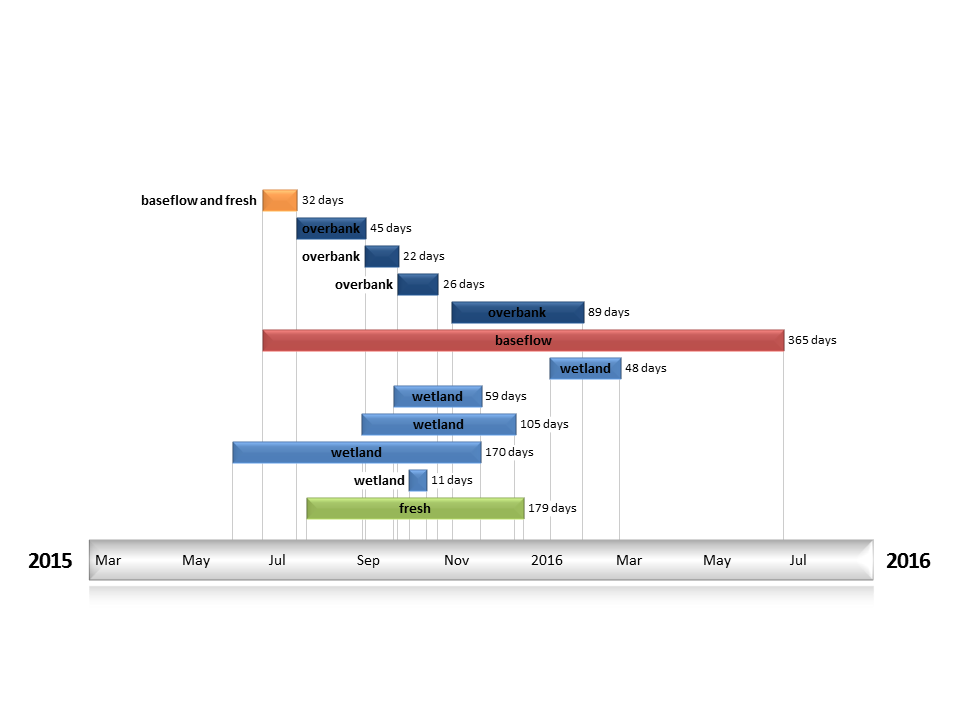 baseflow and fresh 32 days
overbank 45 days
overbank 22 days
overbank 26 days
overbank 89 days
baseflow 365 days
wetland 48 days
wetland 59 days
wetland 105 days
wetland 170 days
wetland 11 days
fresh 179 days
2015 Mar May Jul Sep Nov 2016 Mar May Jul 2016